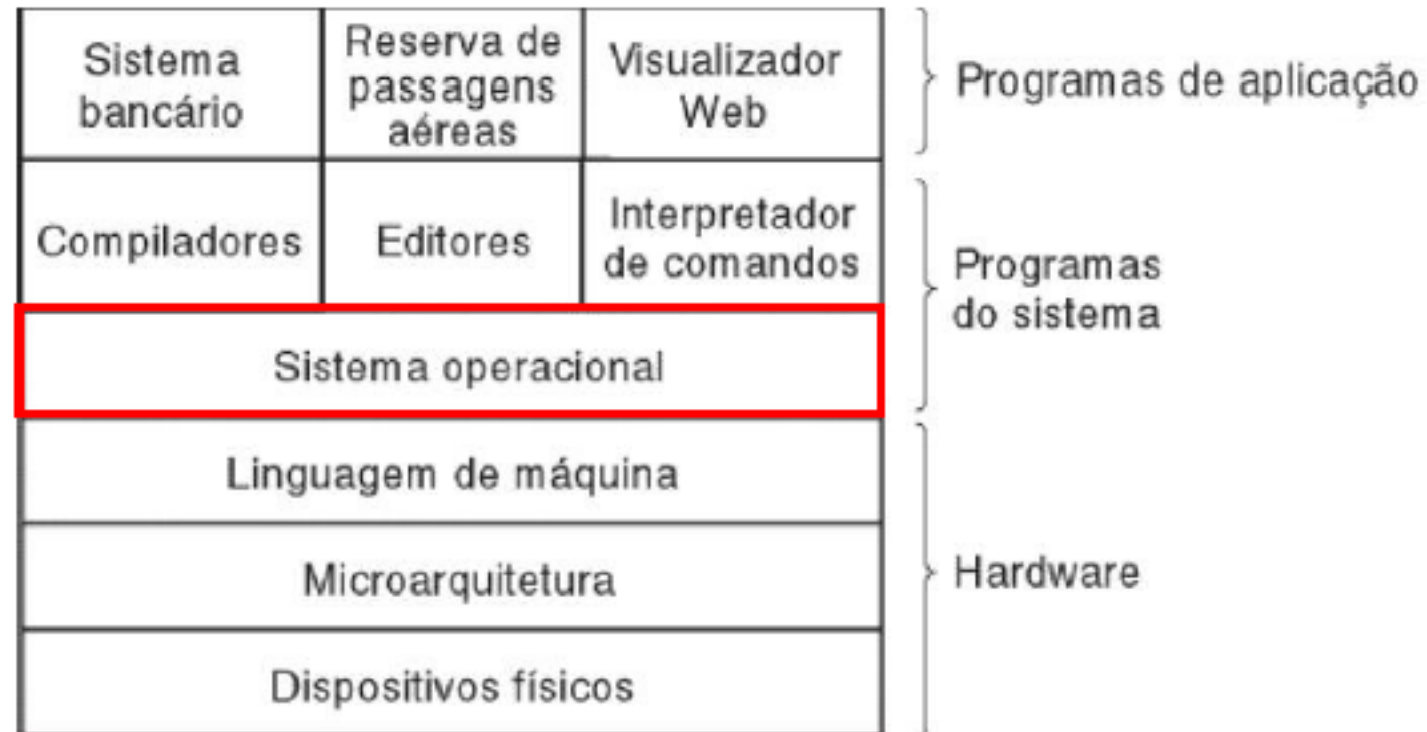 Sistema
bancário
Reserva de
passagens
aéreas
Visualizador
Web
Programas de aplicação
Compiladores
Editores
Interpretador
de comandos
Programas
do sistema
Sistema operacional
Linguagem de máquina
Microarquitetura
Hardware
Dispositivos físicos